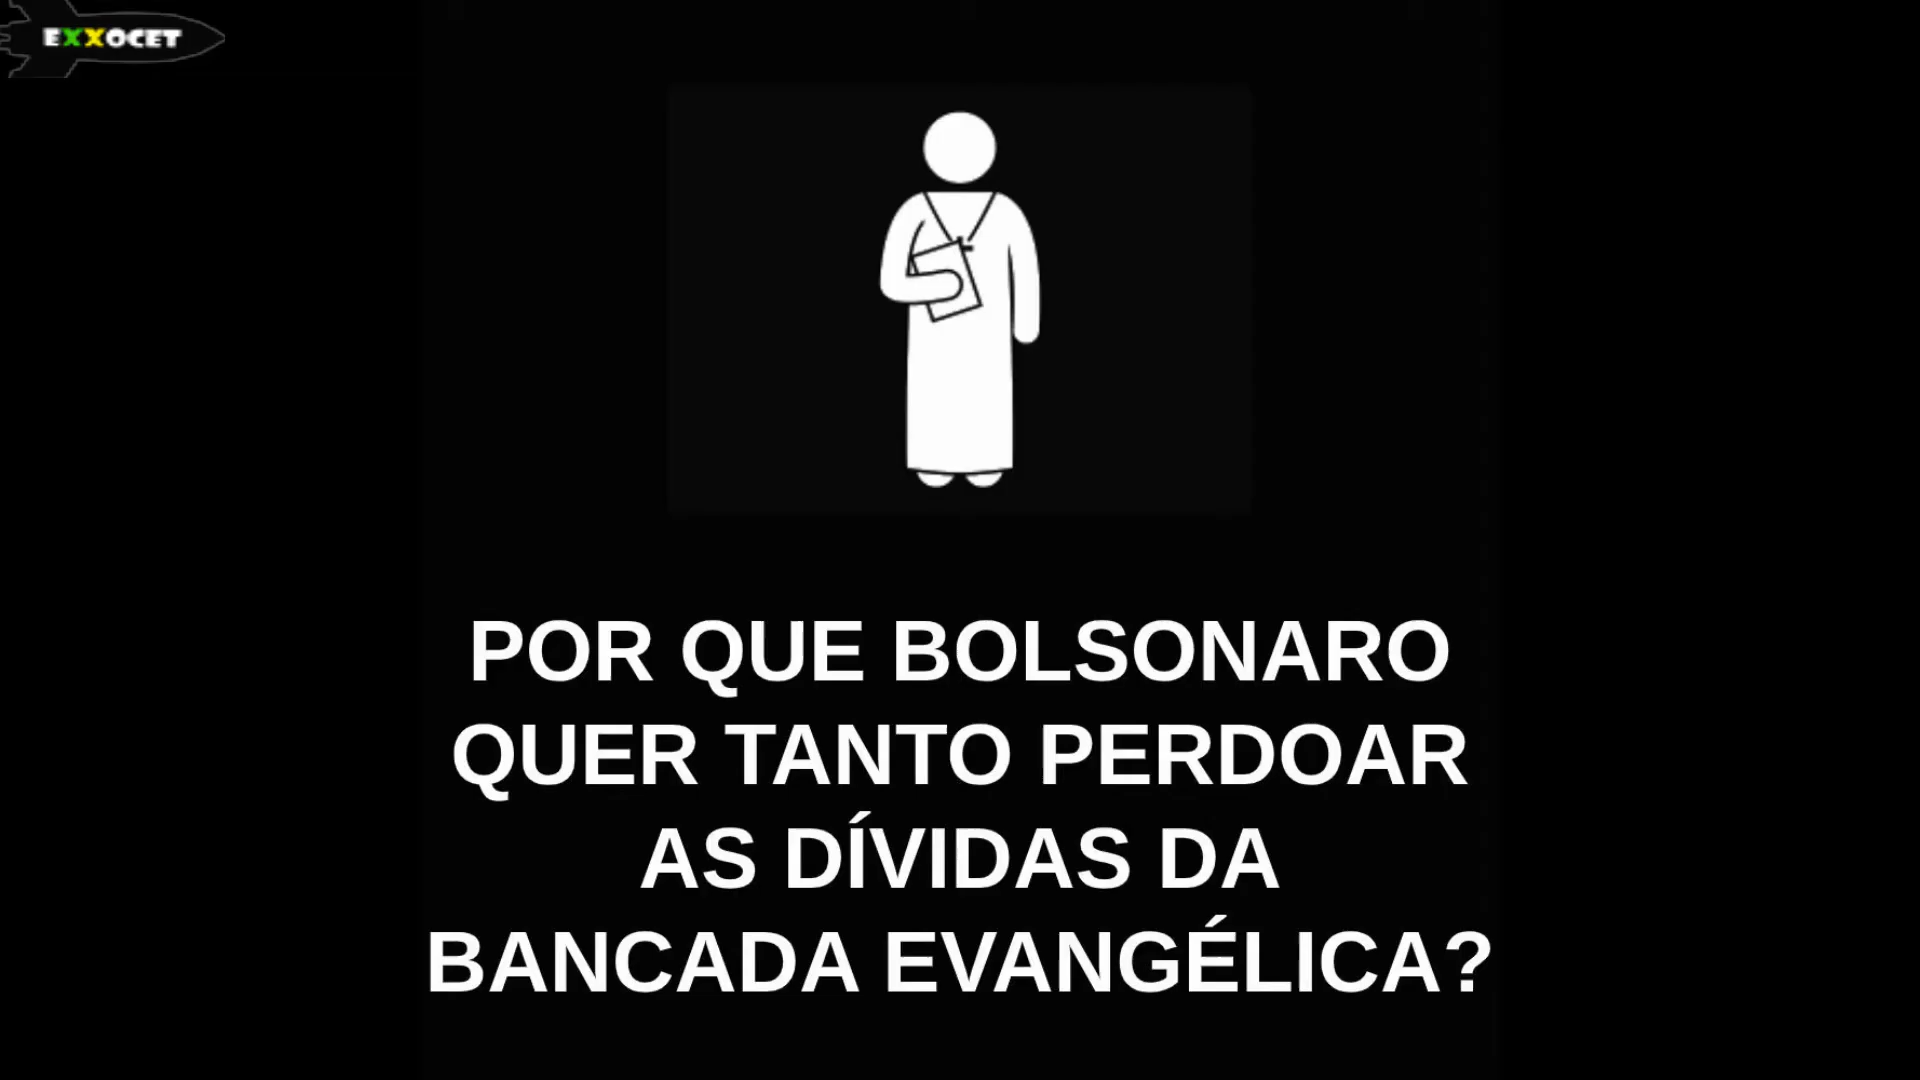 EXXOCET
POR QUE BOLSONARO
QUER TANTO PERDOAR
AS DÍVIDAS DA
BANCADA EVANGÉLICA?